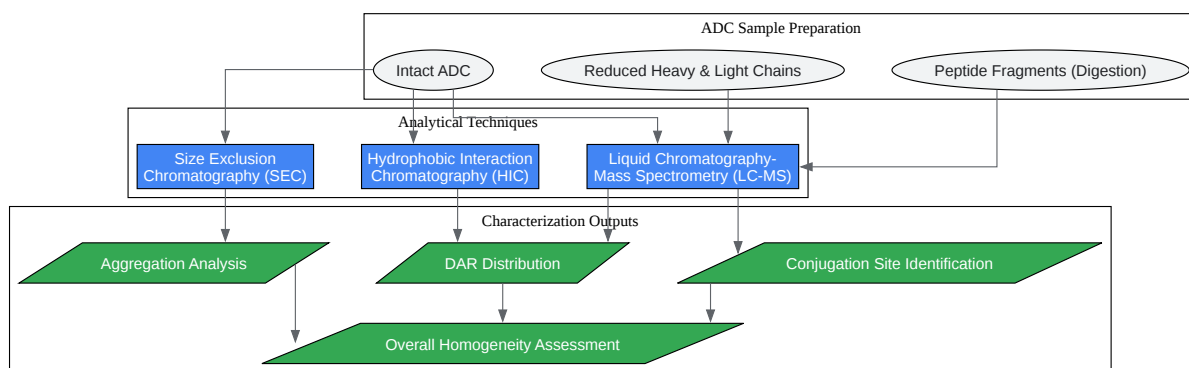 ADC Sample Preparation
Intact ADC
Reduced Heavy & Light Chains
Peptide Fragments (Digestion)
Analytical Techniques
Size Exclusion
Chromatography (SEC)
Hydrophobic Interaction
Chromatography (HIC)
Liquid Chromatography-
Mass Spectrometry (LC-MS)
Characterization Outputs
Aggregation Analysis
DAR Distribution
Conjugation Site Identification
Overall Homogeneity Assessment